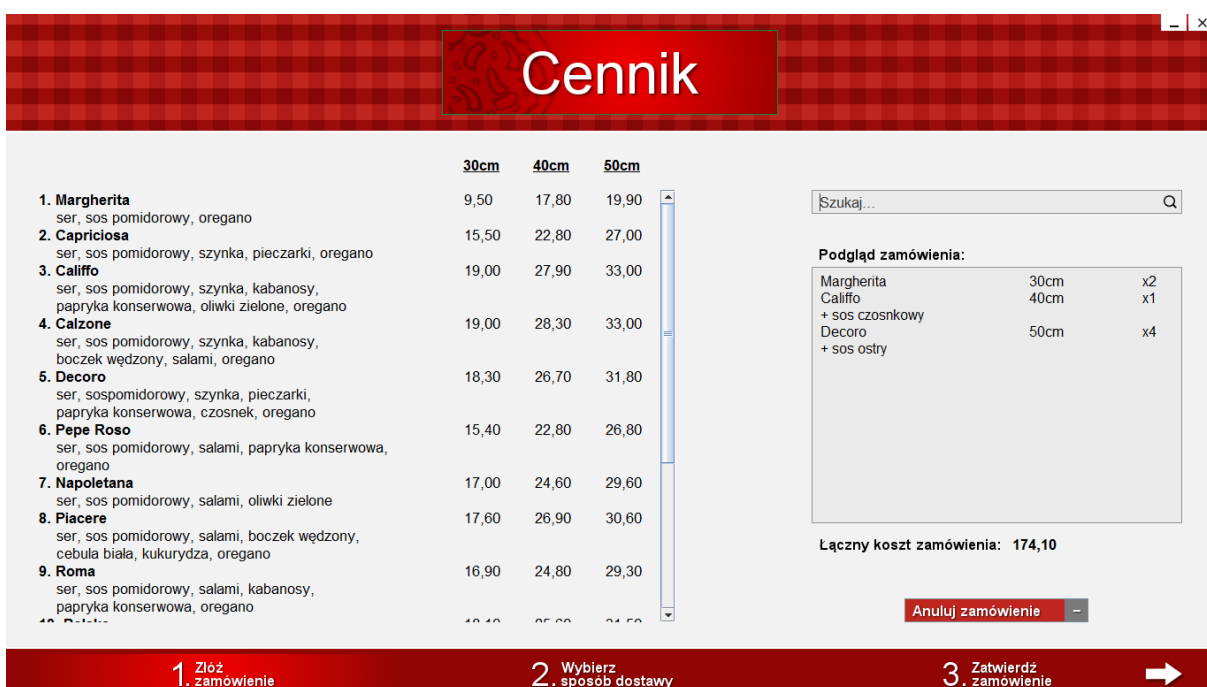 Cennik
30cm 40cm 50cm
1. Margherita 9,50 17,80 19,90
ser, sos pomidorowy, oregano
2. Capriciosa 15,50 22,80 27,00
ser, sos pomidorowy, szynka, pieczarki, oregano
3. Califfo 19,00 27,90 33,00
ser, sos pomidorowy, szynka, kabanosy,
papryka konserwowa, oliwki zielone, oregano
4. Calzone 19,00 28,30 33,00
ser, sos pomidorowy, szynka, kabanosy,
boczek wędzony, salami, oregano
5. Decoro 18,30 26,70 31,80
ser, sospomidorowy, szynka, pieczarki,
papryka konserwowa, czosnek, oregano
6. Pepe Roso 15,40 22,80 26,80
ser, sos pomidorowy, salami, papryka konserwowa,
oregano
7. Napoletana 17,00 24,60 29,60
ser, sos pomidorowy, salami, oliwki zielone
8. Piacere 17,60 26,90 30,60
ser, sos pomidorowy, salami, boczek wędzony,
cebula biała, kukurydza, oregano
9. Roma 16,90 24,80 29,30
ser, sos pomidorowy, salami, kabanosy,
papryka konserwowa, oregano
Szukaj...
Podgląd zamówienia:
Margherita 30cm x2
Califfo 40cm x1
+ sos czosnkowy
Decoro 50cm x4
+ sos ostry
Łączny koszt zamówienia: 174,10
Anuluj zamówienie
1. Złóż
zamówienie
2. Wybierz
sposób dostawy
3. Zatwierdź
zamówienie